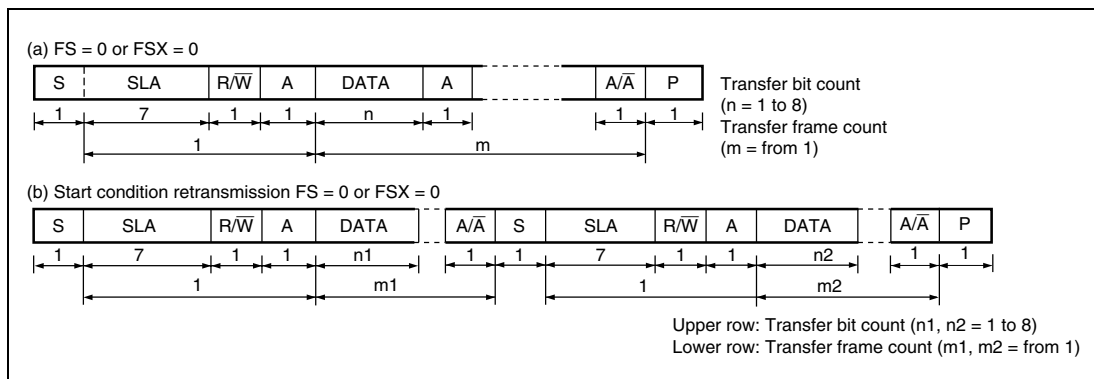 (a) FS = 0 or FSX = 0
S SLA R/W̅ A DATA A A/A̅ P
1 7 1 1 n 1 1 1
1 m
Transfer bit count
(n = 1 to 8)
Transfer frame count
(m = from 1)
(b) Start condition retransmission FS = 0 or FSX = 0
S SLA R/W̅ A DATA A/A̅ S SLA R/W̅ A DATA A/A̅ P
1 7 1 1 n1 1 1 7 1 1 n2 1 1
1 m1 1 m2
Upper row: Transfer bit count (n1, n2 = 1 to 8)
Lower row: Transfer frame count (m1, m2 = from 1)